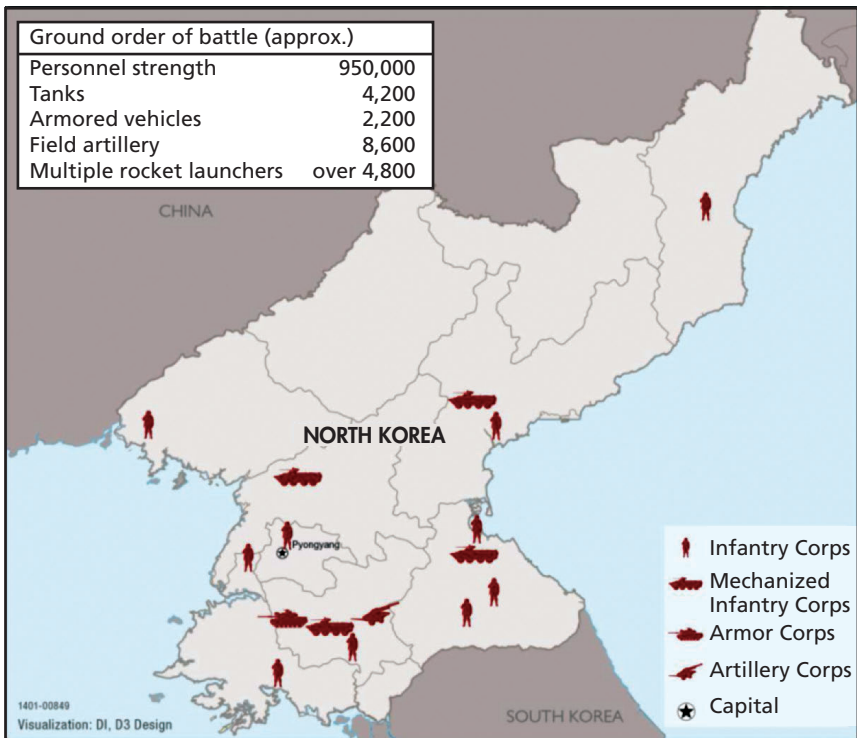 Ground order of battle (approx.)
Personnel strength 950,000
Tanks 4,200
Armored vehicles 2,200
Field artillery 8,600
Multiple rocket launchers over 4,800
CHINA
NORTH KOREA
Pyongyang
Infantry Corps
Mechanized
Infantry Corps
Armor Corps
Artillery Corps
Capital
1401-00849
Visualization: DI, D3 Design
SOUTH KOREA